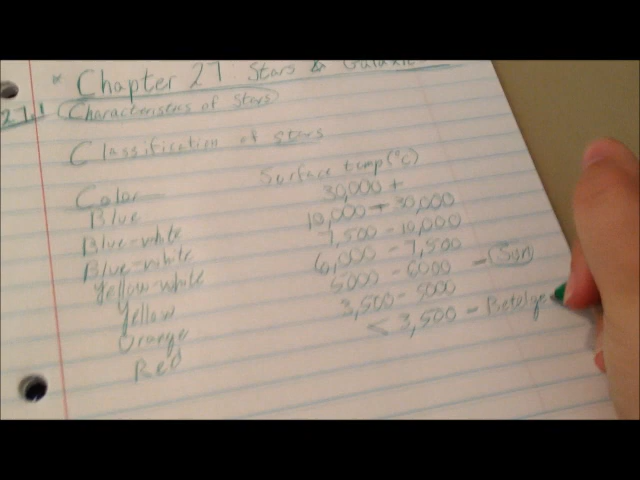 * Chapter 27 Stars & Galaxie
27.1 Characteristics of Stars
Classification of stars
Color Surface temp (°C)
Blue 30,000 +
Blue-white 10,000 - 30,000
Blue-white 7,500 - 10,000
Yellow-white 6,000 - 7,500
Yellow 5000 - 6000 - Sun
Orange 3,500 - 5000
Red < 3,500 - Betelge